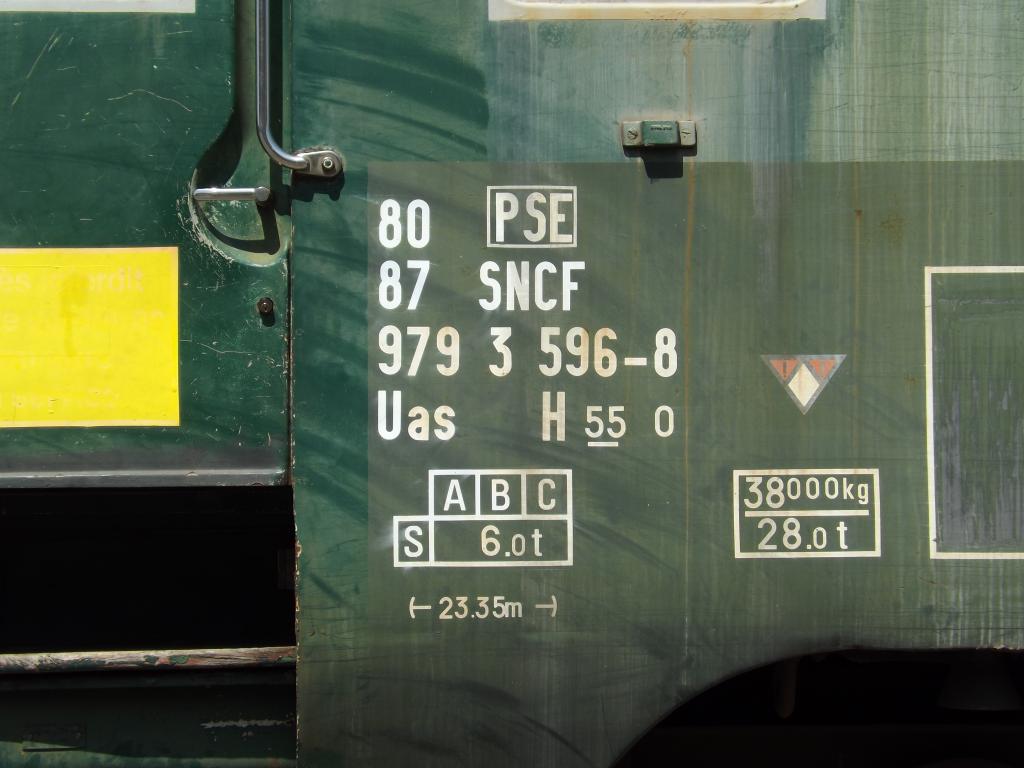 80 PSE
87 SNCF
979 3 596-8
Uas H 55 0
A B C
S 6.0t
23.35m
38000kg
28.0t